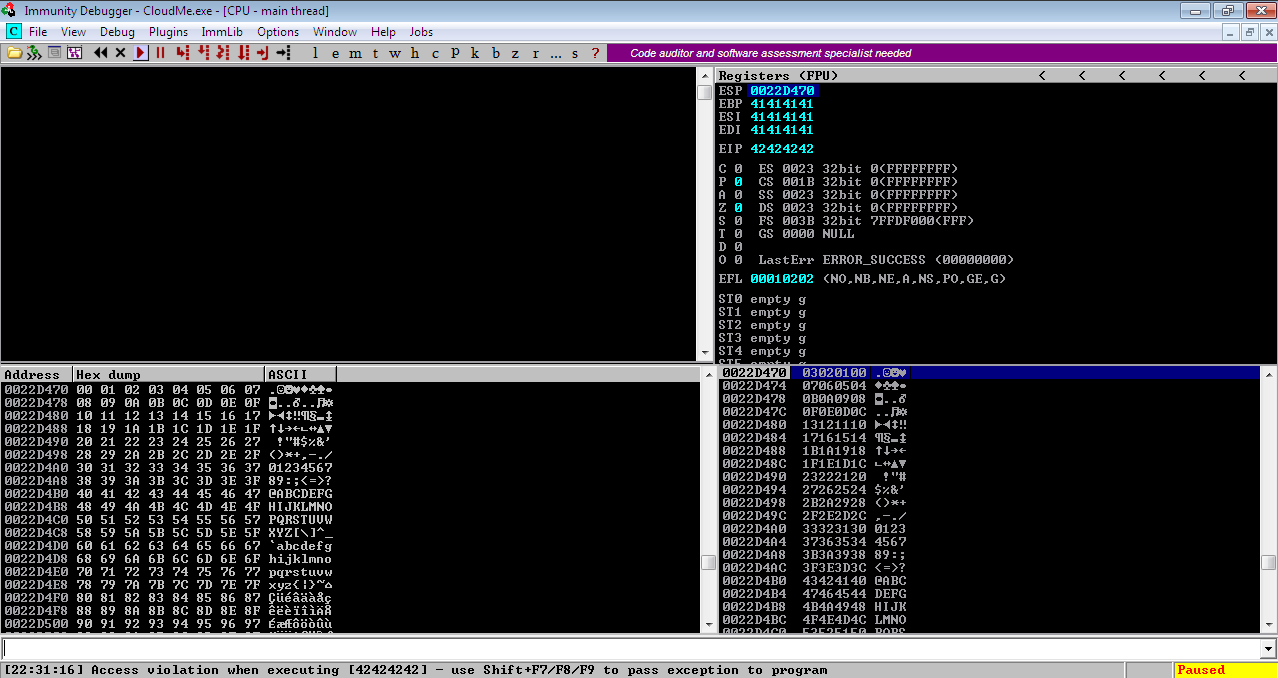 Immunity Debugger - CloudMe.exe - [CPU - main thread]
C File View Debug Plugins ImmLib Options Window Help Jobs
l e m t w h c p k b z r ... s ? Code auditor and software assessment specialist needed
Registers (FPU) < < < < < <
ESP 0022D470
EBP 41414141
ESI 41414141
EDI 41414141
EIP 42424242
C 0 ES 0023 32bit 0(FFFFFFFF)
P 0 CS 001B 32bit 0(FFFFFFFF)
A 0 SS 0023 32bit 0(FFFFFFFF)
Z 0 DS 0023 32bit 0(FFFFFFFF)
S 0 FS 003B 32bit 7FFDF000(FFF)
T 0 GS 0000 NULL
D 0
O 0 LastErr ERROR_SUCCESS (00000000)
EFL 00010202 (NO,NB,NE,A,NS,PO,GE,G)
ST0 empty g
ST1 empty g
ST2 empty g
ST3 empty g
ST4 empty g
Address Hex dump ASCII
0022D470 00 01 02 03 04 05 06 07 .☺☻♥♦♣♠•
0022D478 08 09 0A 0B 0C 0D 0E 0F ◘..♂..♫☼
0022D480 10 11 12 13 14 15 16 17 ►◄↕‼¶§▬↨
0022D488 18 19 1A 1B 1C 1D 1E 1F ↑↓→←∟↔▲▼
0022D490 20 21 22 23 24 25 26 27 !"#$%&'
0022D498 28 29 2A 2B 2C 2D 2E 2F ()*+,-./
0022D4A0 30 31 32 33 34 35 36 37 01234567
0022D4A8 38 39 3A 3B 3C 3D 3E 3F 89:;<=>?
0022D4B0 40 41 42 43 44 45 46 47 @ABCDEFG
0022D4B8 48 49 4A 4B 4C 4D 4E 4F HIJKLMNO
0022D4C0 50 51 52 53 54 55 56 57 PQRSTUVW
0022D4C8 58 59 5A 5B 5C 5D 5E 5F XYZ[\]^_
0022D4D0 60 61 62 63 64 65 66 67 `abcdefg
0022D4D8 68 69 6A 6B 6C 6D 6E 6F hijklmno
0022D4E0 70 71 72 73 74 75 76 77 pqrstuvw
0022D4E8 78 79 7A 7B 7C 7D 7E 7F xyz{|}~⌂
0022D4F0 80 81 82 83 84 85 86 87 Çüéâäàåç
0022D4F8 88 89 8A 8B 8C 8D 8E 8F êëèïîìÄÅ
0022D500 90 91 92 93 94 95 96 97 ÉæÆôöòûù
0022D470 03020100 .☺☻♥
0022D474 07060504 ♦♣♠•
0022D478 0B0A0908 ◘..♂
0022D47C 0F0E0D0C ..♫☼
0022D480 13121110 ►◄↕‼
0022D484 17161514 ¶§▬↨
0022D488 1B1A1918 ↑↓→←
0022D48C 1F1E1D1C ∟↔▲▼
0022D490 23222120 !"#
0022D494 27262524 $%&'
0022D498 2B2A2928 ()*+
0022D49C 2F2E2D2C ,-./
0022D4A0 33323130 0123
0022D4A4 37363534 4567
0022D4A8 3B3A3938 89:;
0022D4AC 3F3E3D3C <=>?
0022D4B0 43424140 @ABC
0022D4B4 47464544 DEFG
0022D4B8 4B4A4948 HIJK
0022D4BC 4F4E4D4C LMNO
0022D4C0 53525150 PQRS
[22:31:16] Access violation when executing [42424242] - use Shift+F7/F8/F9 to pass exception to program
Paused